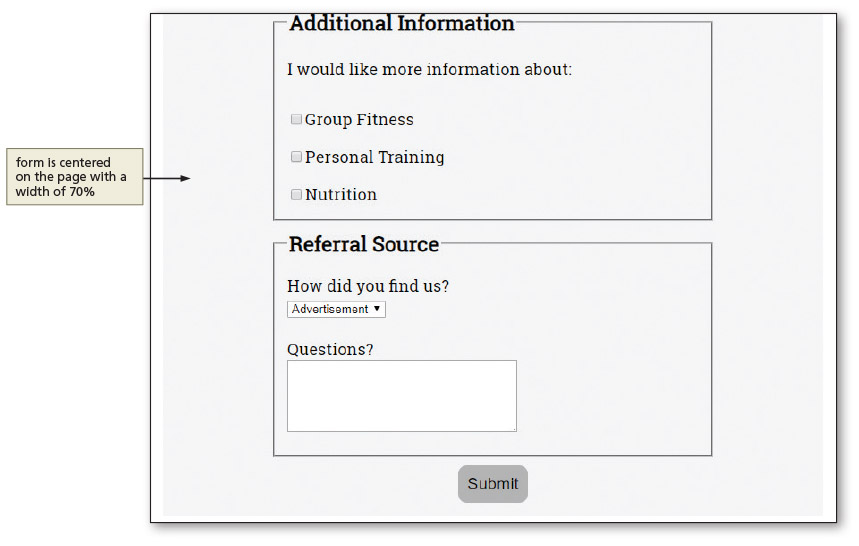 Additional Information
I would like more information about:
Group Fitness
Personal Training
Nutrition
form is centered
on the page with a
width of 70%
Referral Source
How did you find us?
Advertisement ▼
Questions?
Submit